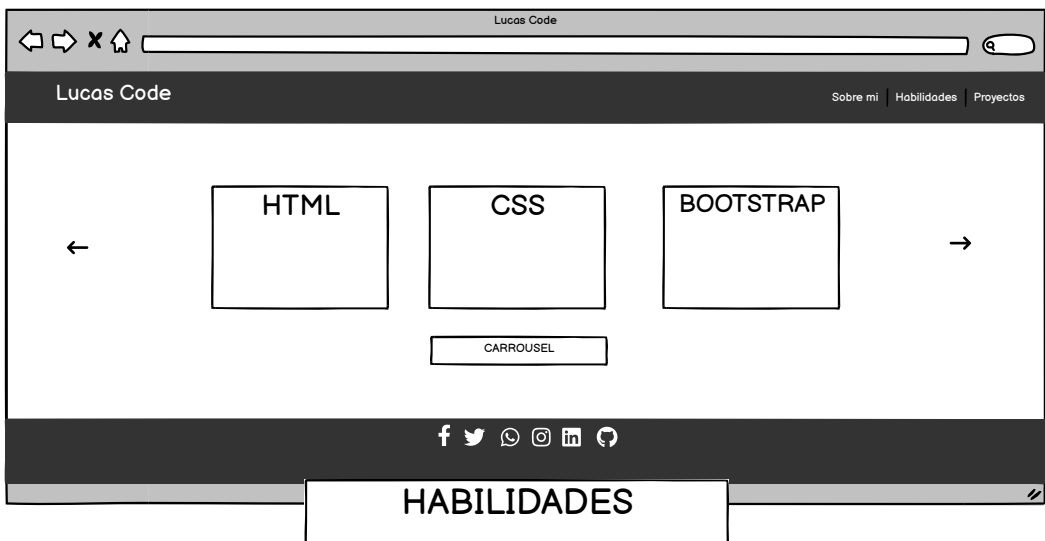 Lucas Code
Lucas Code
Sobre mi
Habilidades
Proyectos
HTML
CSS
BOOTSTRAP
CARROUSEL
HABILIDADES